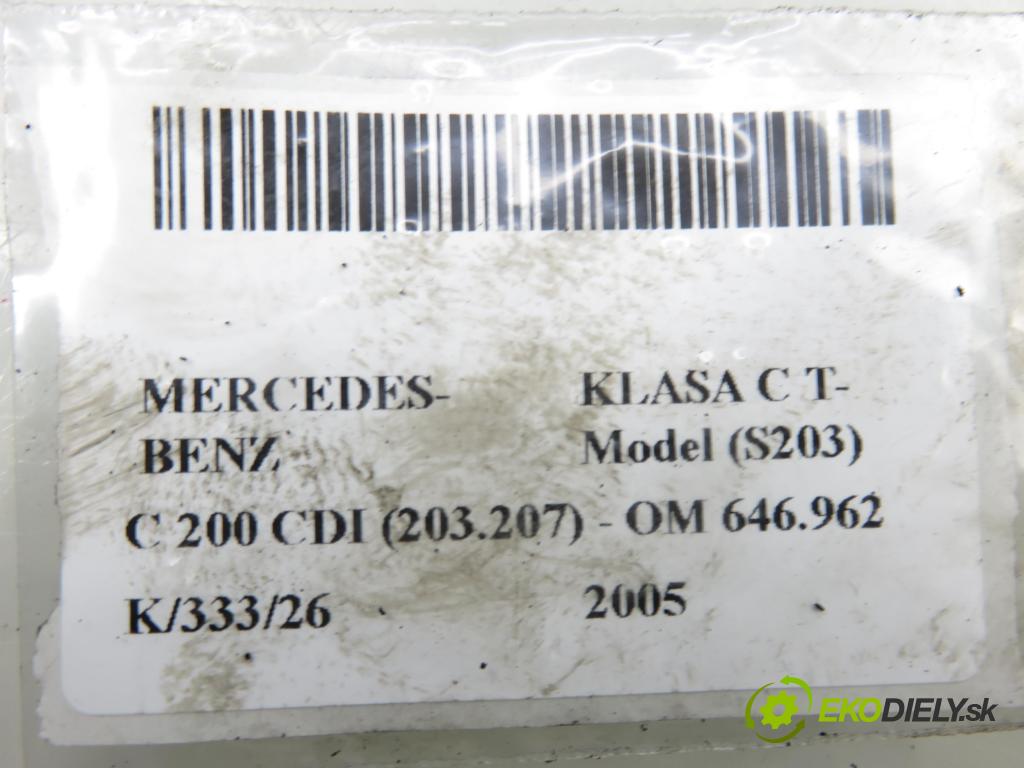 MERCEDES-
BENZ
KLASA C T-
Model (S203)
C 200 CDI (203.207) - OM 646.962
K/333/26
2005
EKODIELY.sk